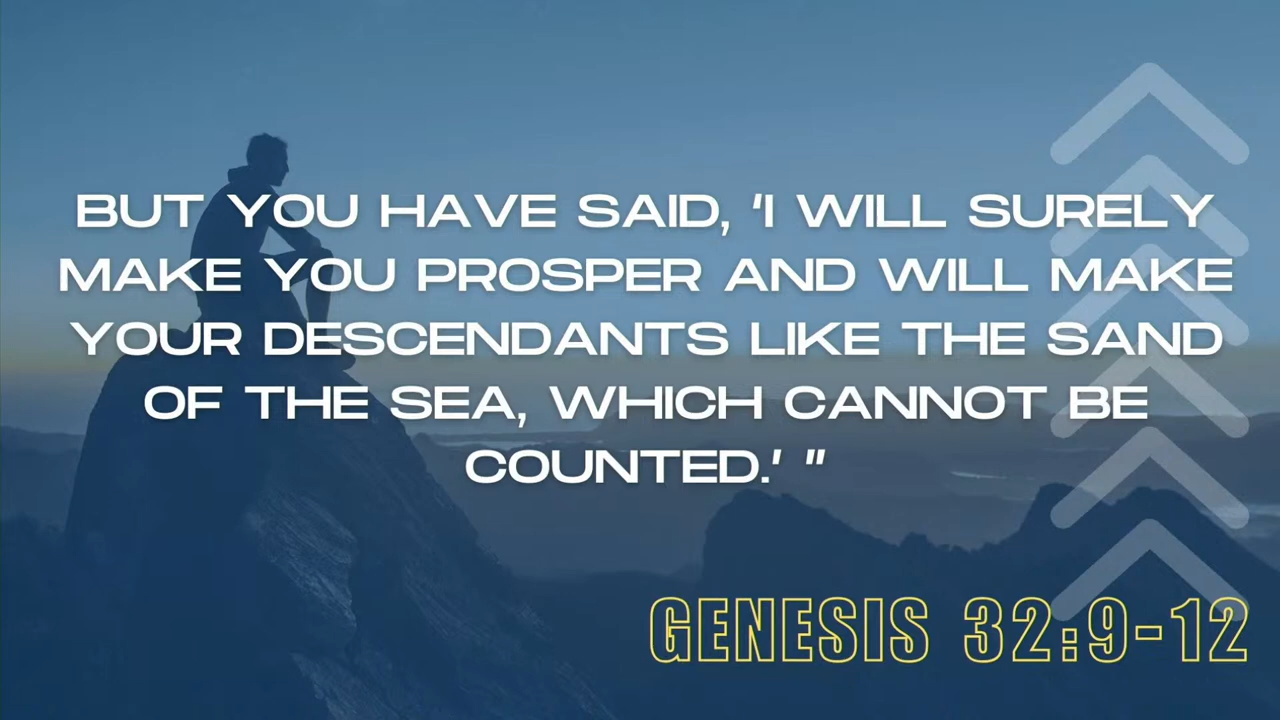 BUT YOU HAVE SAID, 'I WILL SURELY
MAKE YOU PROSPER AND WILL MAKE
YOUR DESCENDANTS LIKE THE SAND
OF THE SEA, WHICH CANNOT BE
COUNTED.' "
GENESIS 32:9-12